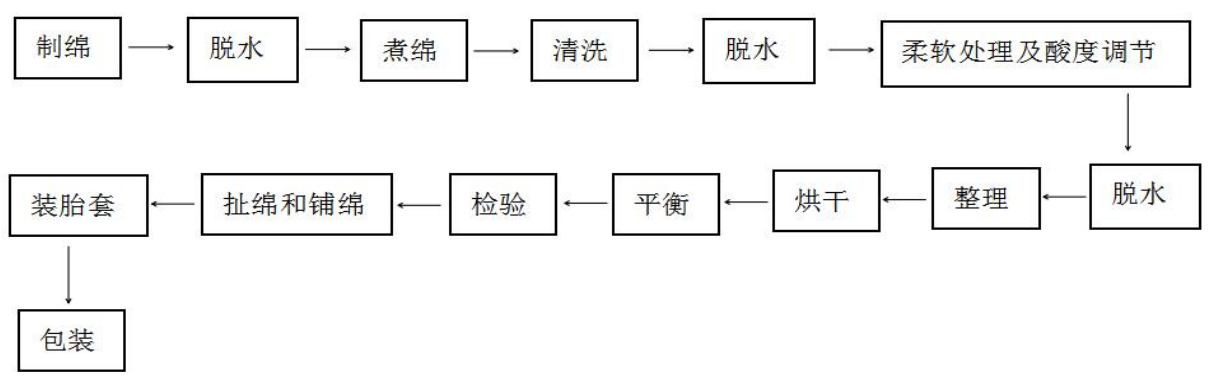 制绵
脱水
煮绵
清洗
脱水
柔软处理及酸度调节
脱水
整理
烘干
平衡
检验
扯绵和铺绵
装胎套
包装